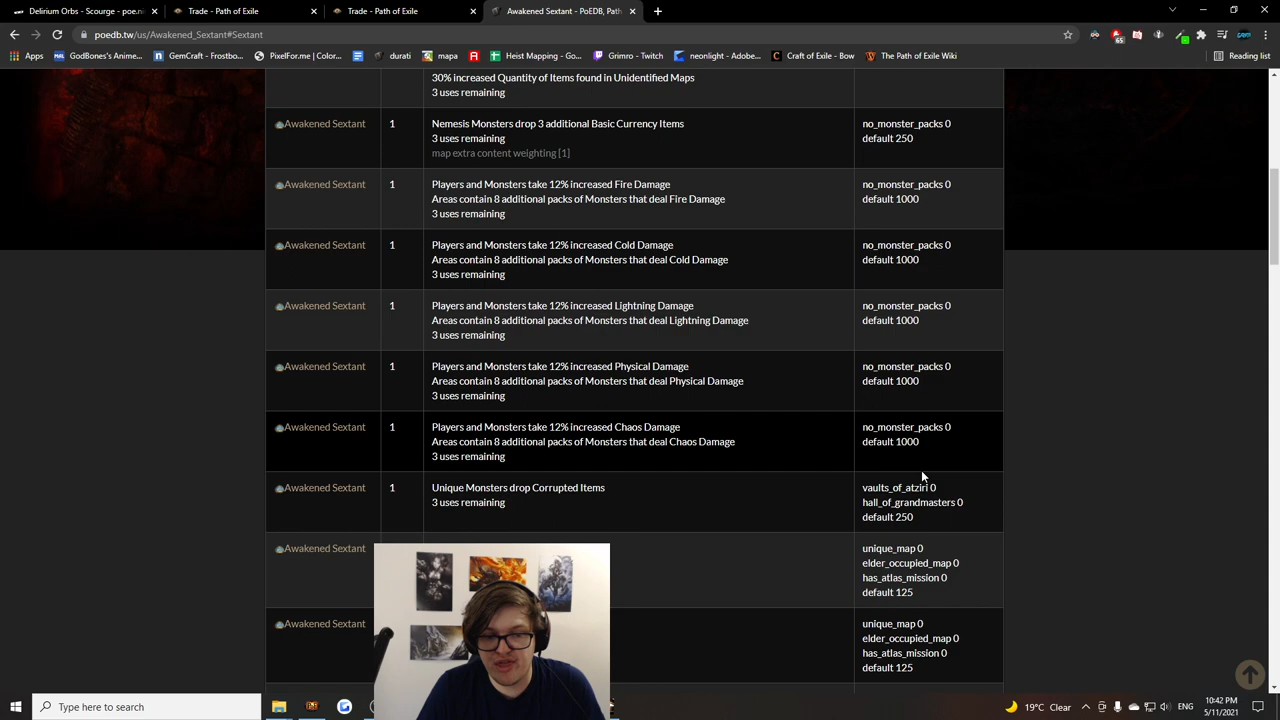 Delirium Orbs - Scourge - poe.n
Trade - Path of Exile
Trade - Path of Exile
Awakened Sextant - PoEDB, Path
poedb.tw/us/Awakened_Sextant#Sextant
65
Apps
GodBones's Anime...
GemCraft - Frostbo...
PixelFor.me | Color...
durati
mapa
Heist Mapping - Go...
Grimro - Twitch
neonlight - Adobe...
Craft of Exile - Bow
The Path of Exile Wiki
Reading list
30% increased Quantity of Items found in Unidentified Maps
3 uses remaining
Awakened Sextant
1
Nemesis Monsters drop 3 additional Basic Currency Items
3 uses remaining
map extra content weighting [1]
no_monster_packs 0
default 250
Awakened Sextant
1
Players and Monsters take 12% increased Fire Damage
Areas contain 8 additional packs of Monsters that deal Fire Damage
3 uses remaining
no_monster_packs 0
default 1000
Awakened Sextant
1
Players and Monsters take 12% increased Cold Damage
Areas contain 8 additional packs of Monsters that deal Cold Damage
3 uses remaining
no_monster_packs 0
default 1000
Awakened Sextant
1
Players and Monsters take 12% increased Lightning Damage
Areas contain 8 additional packs of Monsters that deal Lightning Damage
3 uses remaining
no_monster_packs 0
default 1000
Awakened Sextant
1
Players and Monsters take 12% increased Physical Damage
Areas contain 8 additional packs of Monsters that deal Physical Damage
3 uses remaining
no_monster_packs 0
default 1000
Awakened Sextant
1
Players and Monsters take 12% increased Chaos Damage
Areas contain 8 additional packs of Monsters that deal Chaos Damage
3 uses remaining
no_monster_packs 0
default 1000
Awakened Sextant
1
Unique Monsters drop Corrupted Items
3 uses remaining
vaults_of_atziri 0
hall_of_grandmasters 0
default 250
Awakened Sextant
unique_map 0
elder_occupied_map 0
has_atlas_mission 0
default 125
Awakened Sextant
unique_map 0
elder_occupied_map 0
has_atlas_mission 0
default 125
Type here to search
19°C Clear
ENG
10:42 PM
5/11/2021